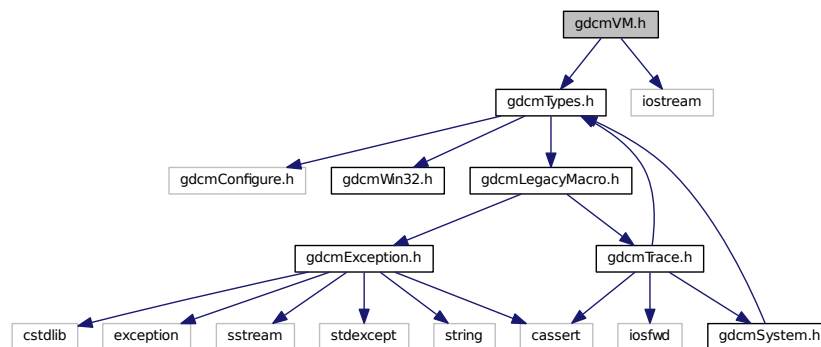 gdcmVM.h
gdcmTypes.h
iostream
gdcmConfigure.h
gdcmWin32.h
gdcmLegacyMacro.h
gdcmException.h
gdcmTrace.h
cstdlib
exception
sstream
stdexcept
string
cassert
iosfwd
gdcmSystem.h